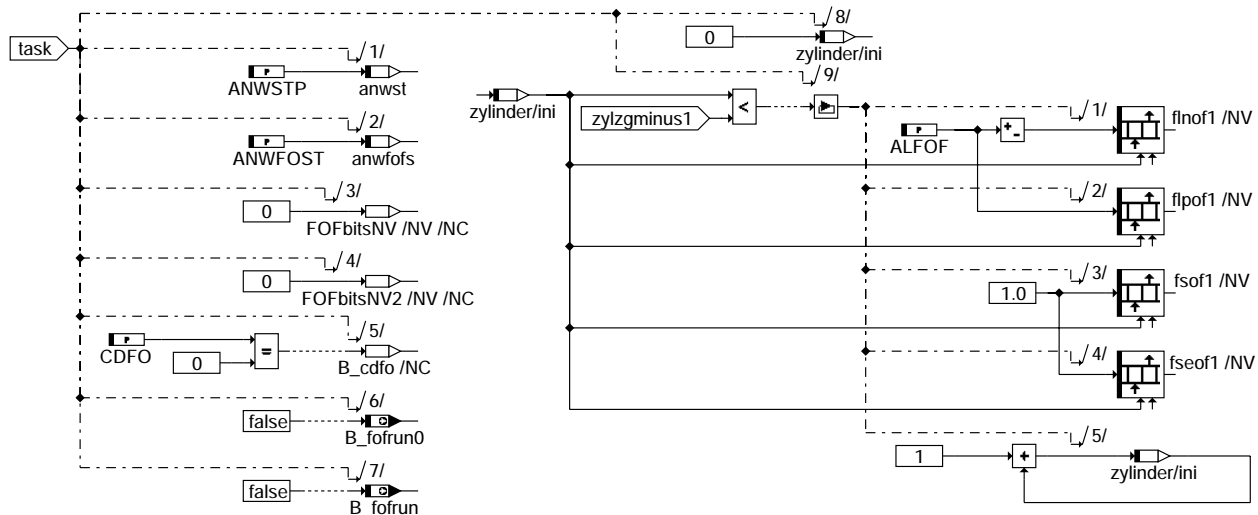 task
1/
P
ANWSTP
anwst
2/
P
ANWFOST
anwfofs
3/
0
FOFbitsNV /NV /NC
4/
0
FOFbitsNV2 /NV /NC
5/
P
CDFO
0
=
B_cdfo /NC
6/
false
B_fofrun0
7/
false
B_fofrun
8/
0
zylinder/ini
9/
zylinder/ini
zylzgminus1
<
1/
P
ALFOF
+
-
flnof1 /NV
2/
flpof1 /NV
3/
1.0
fsof1 /NV
4/
fseof1 /NV
5/
1
+
zylinder/ini